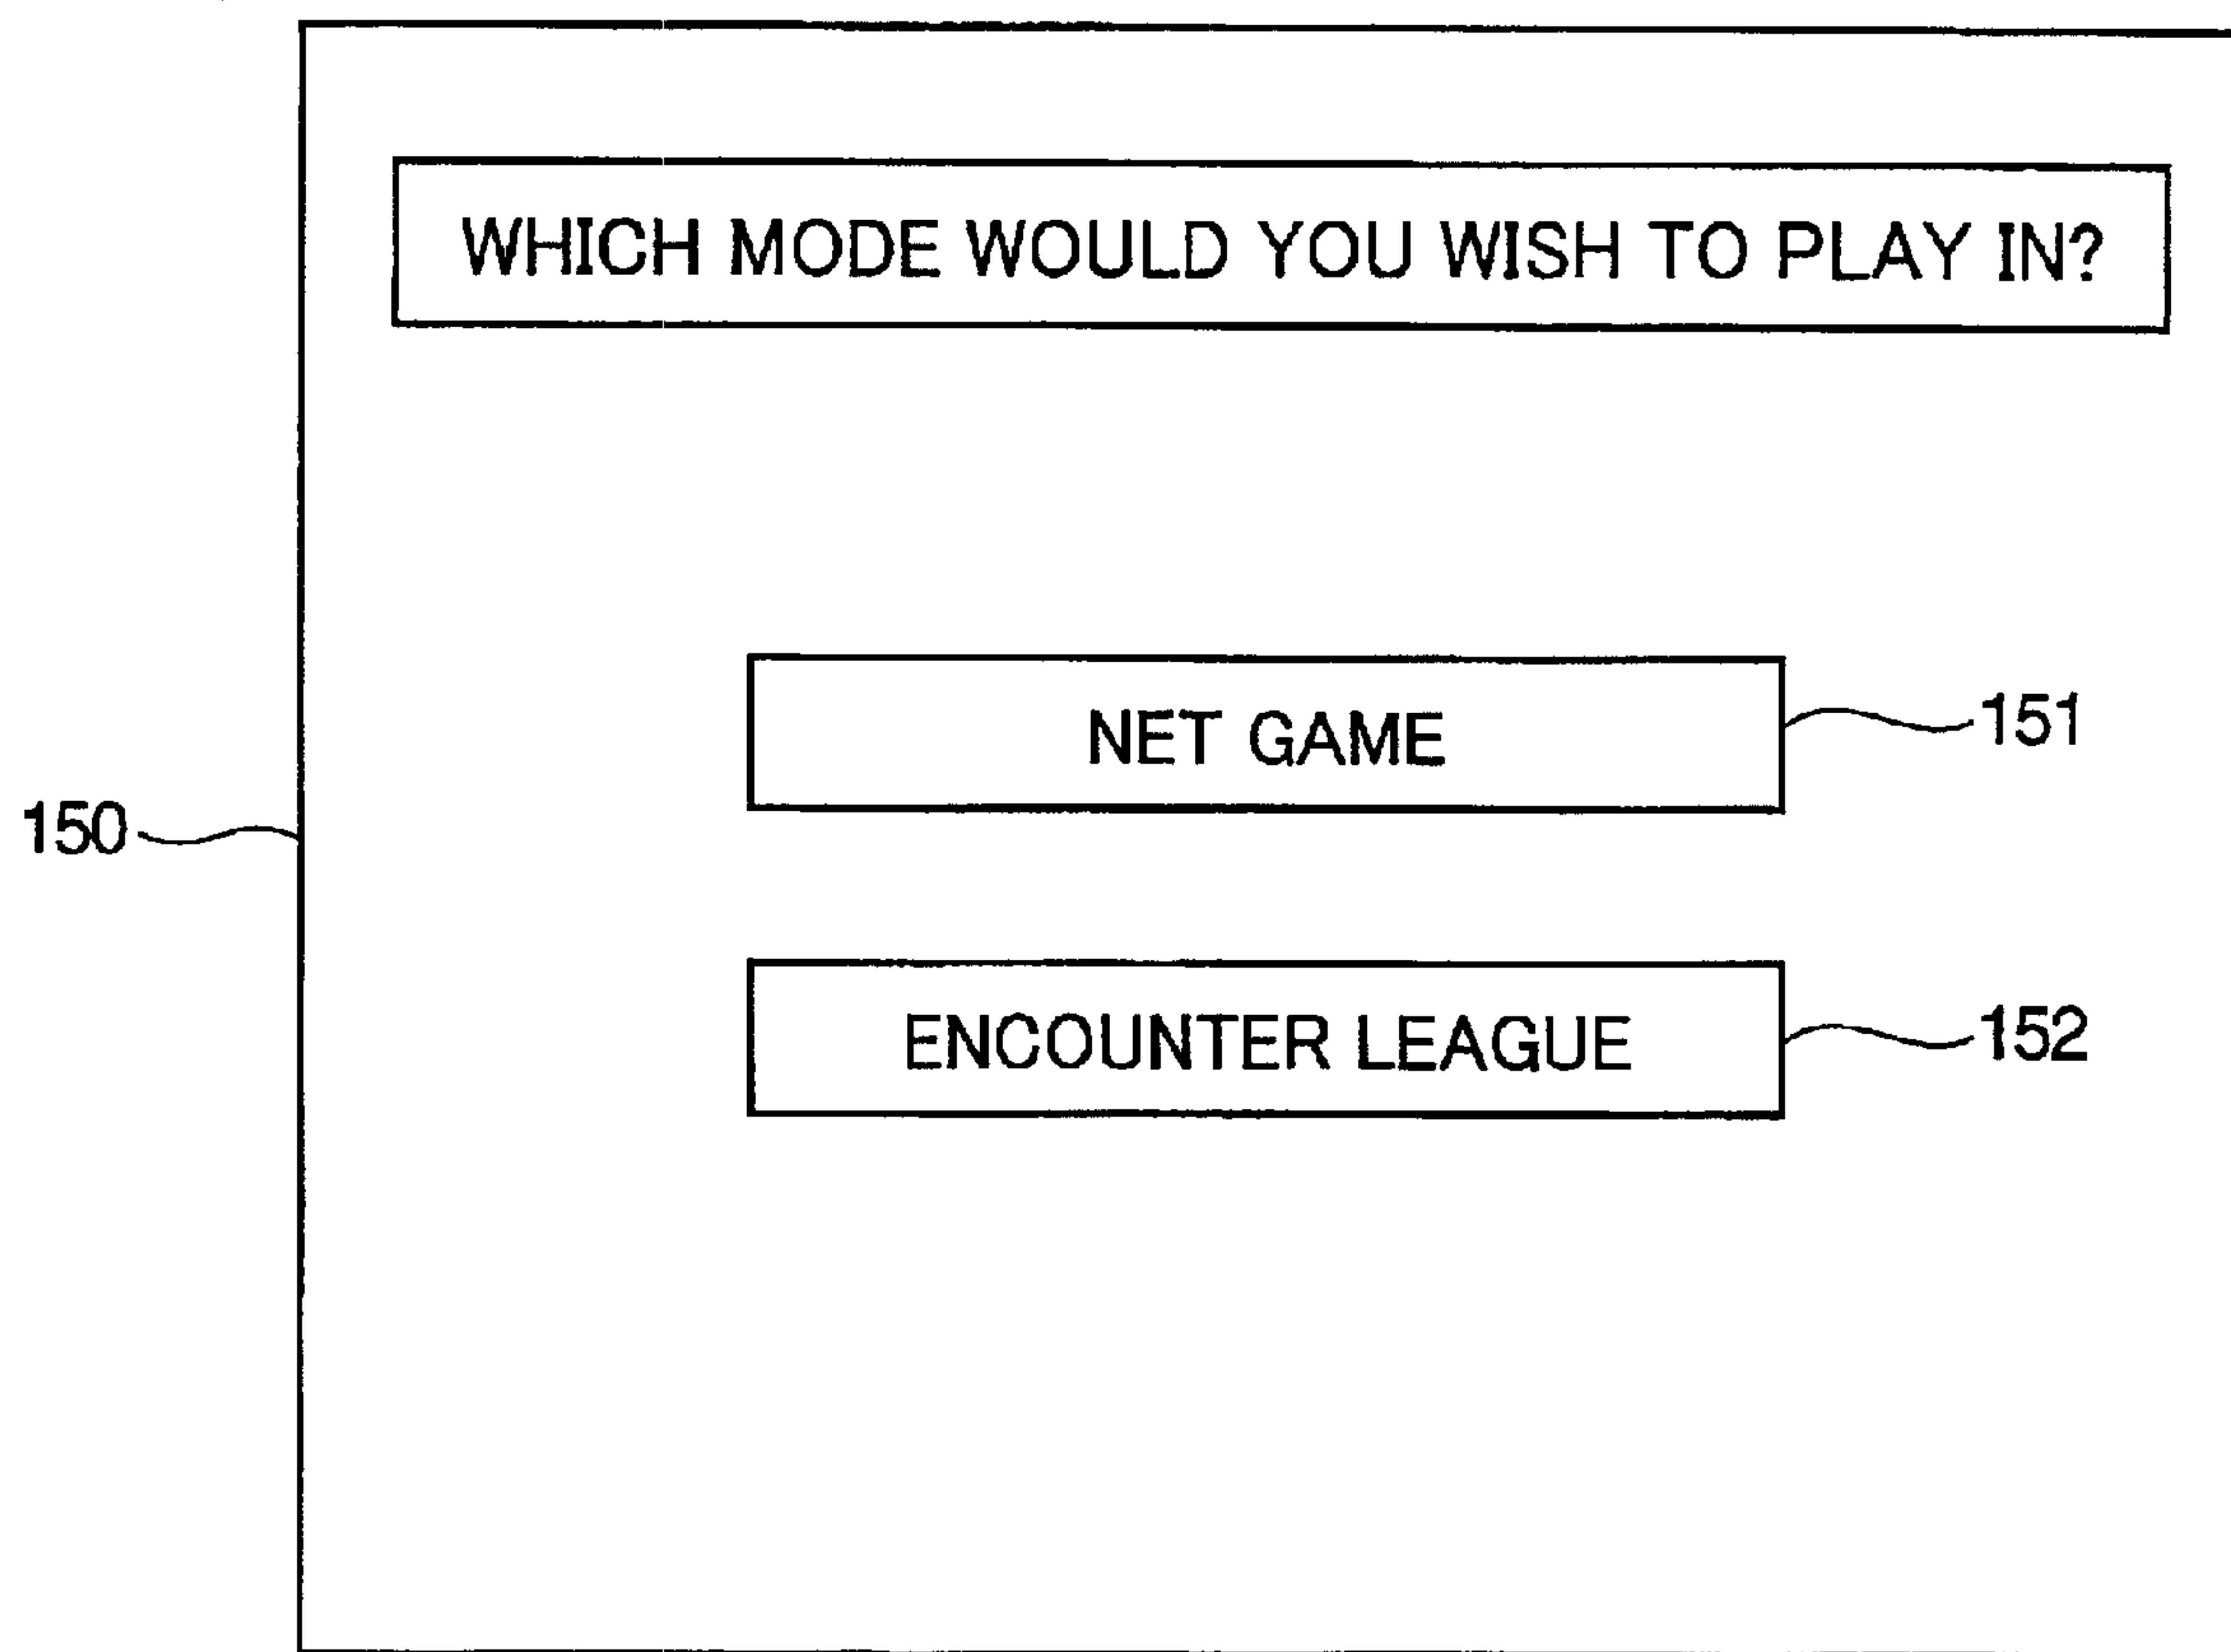 WHICH MODE WOULD YOU WISH TO PLAY IN?
NET GAME
151
150
ENCOUNTER LEAGUE
152